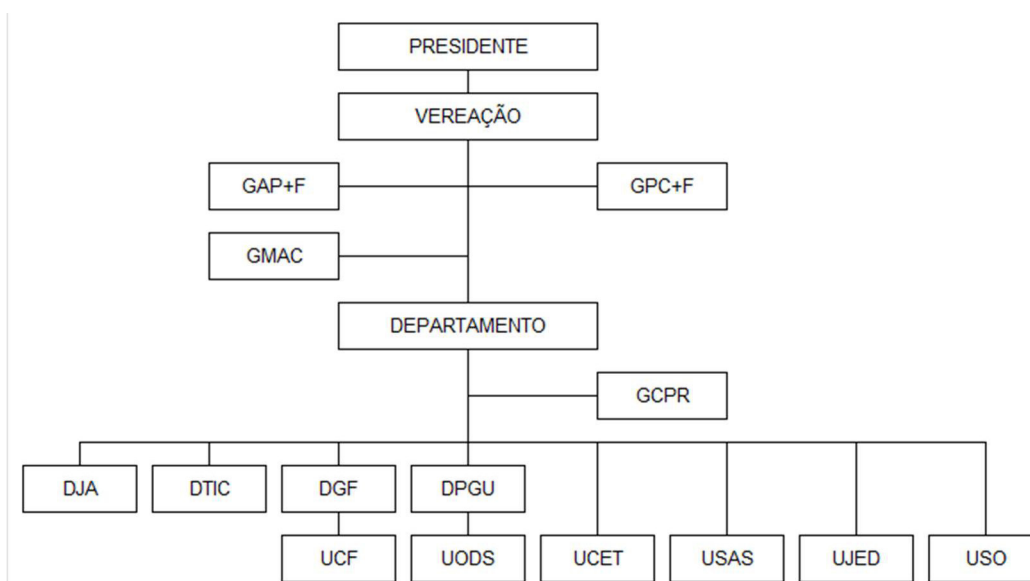 PRESIDENTE
VEREAÇÃO
GAP+F
GPC+F
GMAC
DEPARTAMENTO
GCPR
DJA
DTIC
DGF
DPGU
UCF
UODS
UCET
USAS
UJED
USO